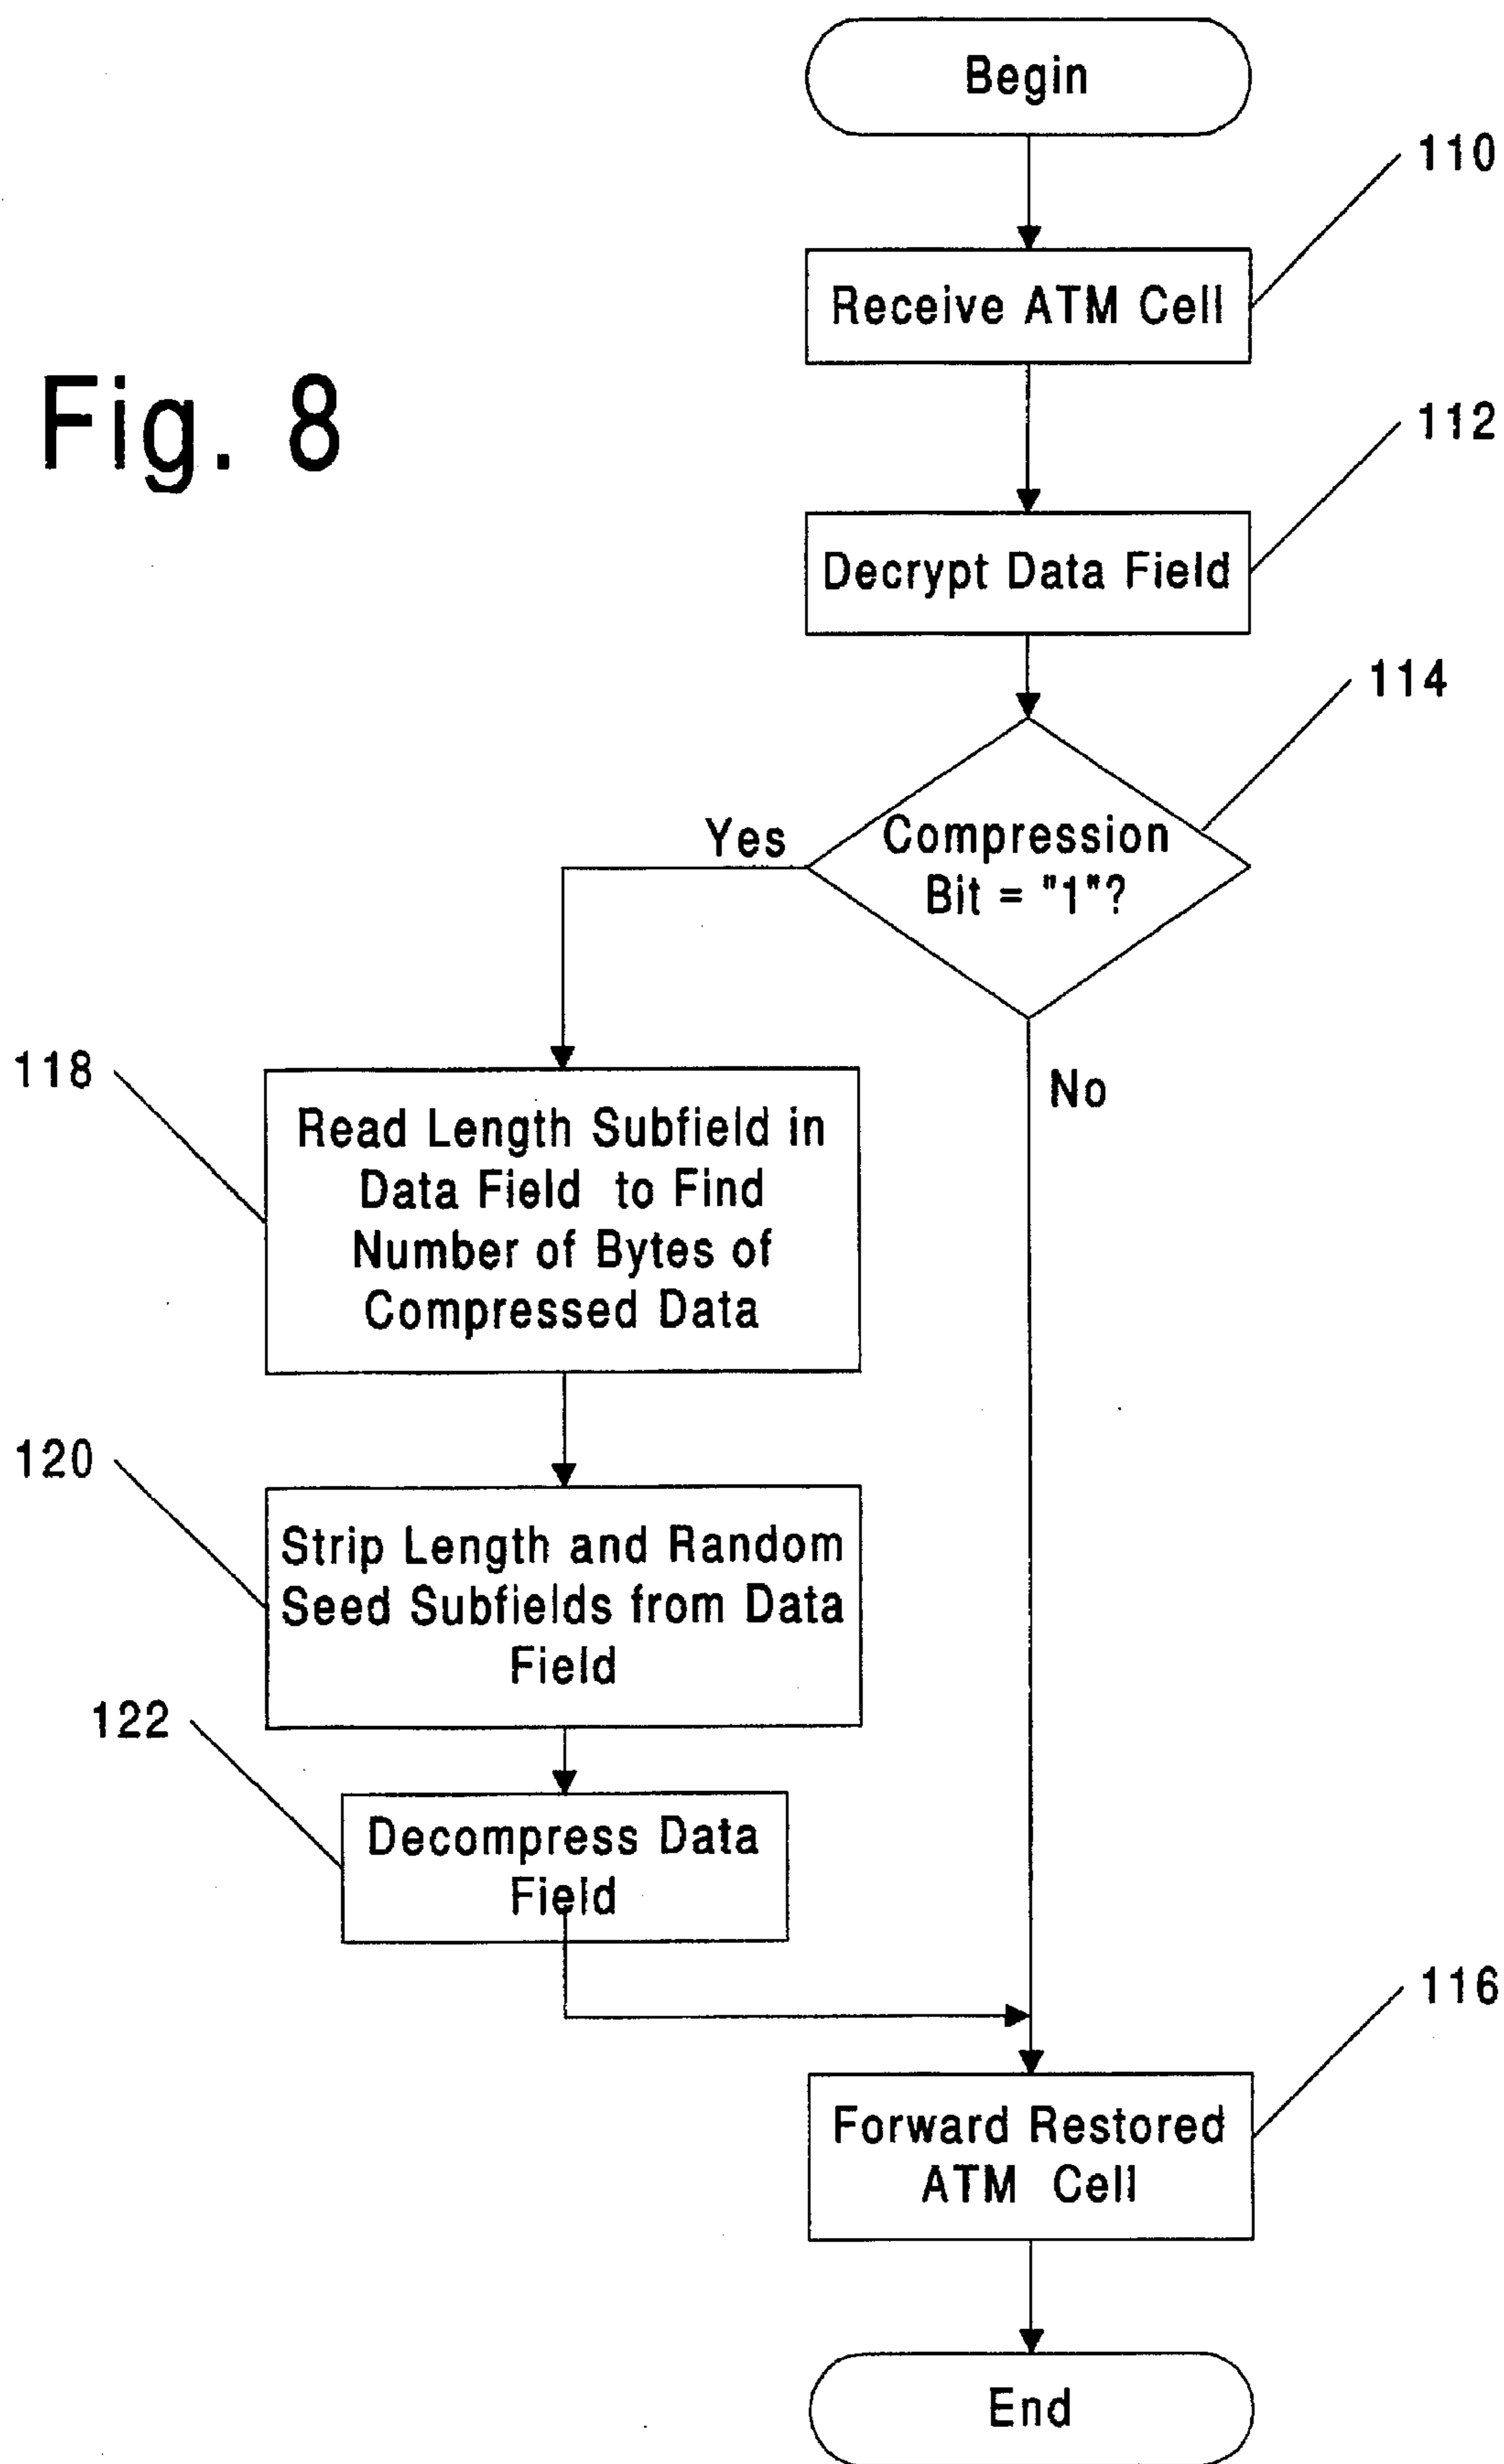 Begin
110
Receive ATM Cell
Fig. 8
112
Decrypt Data Field
114
Yes
Compression
Bit = "1"?
No
118
Read Length Subfield in
Data Field to Find
Number of Bytes of
Compressed Data
120
Strip Length and Random
Seed Subfields from Data
Field
122
Decompress Data
Field
116
Forward Restored
ATM Cell
End